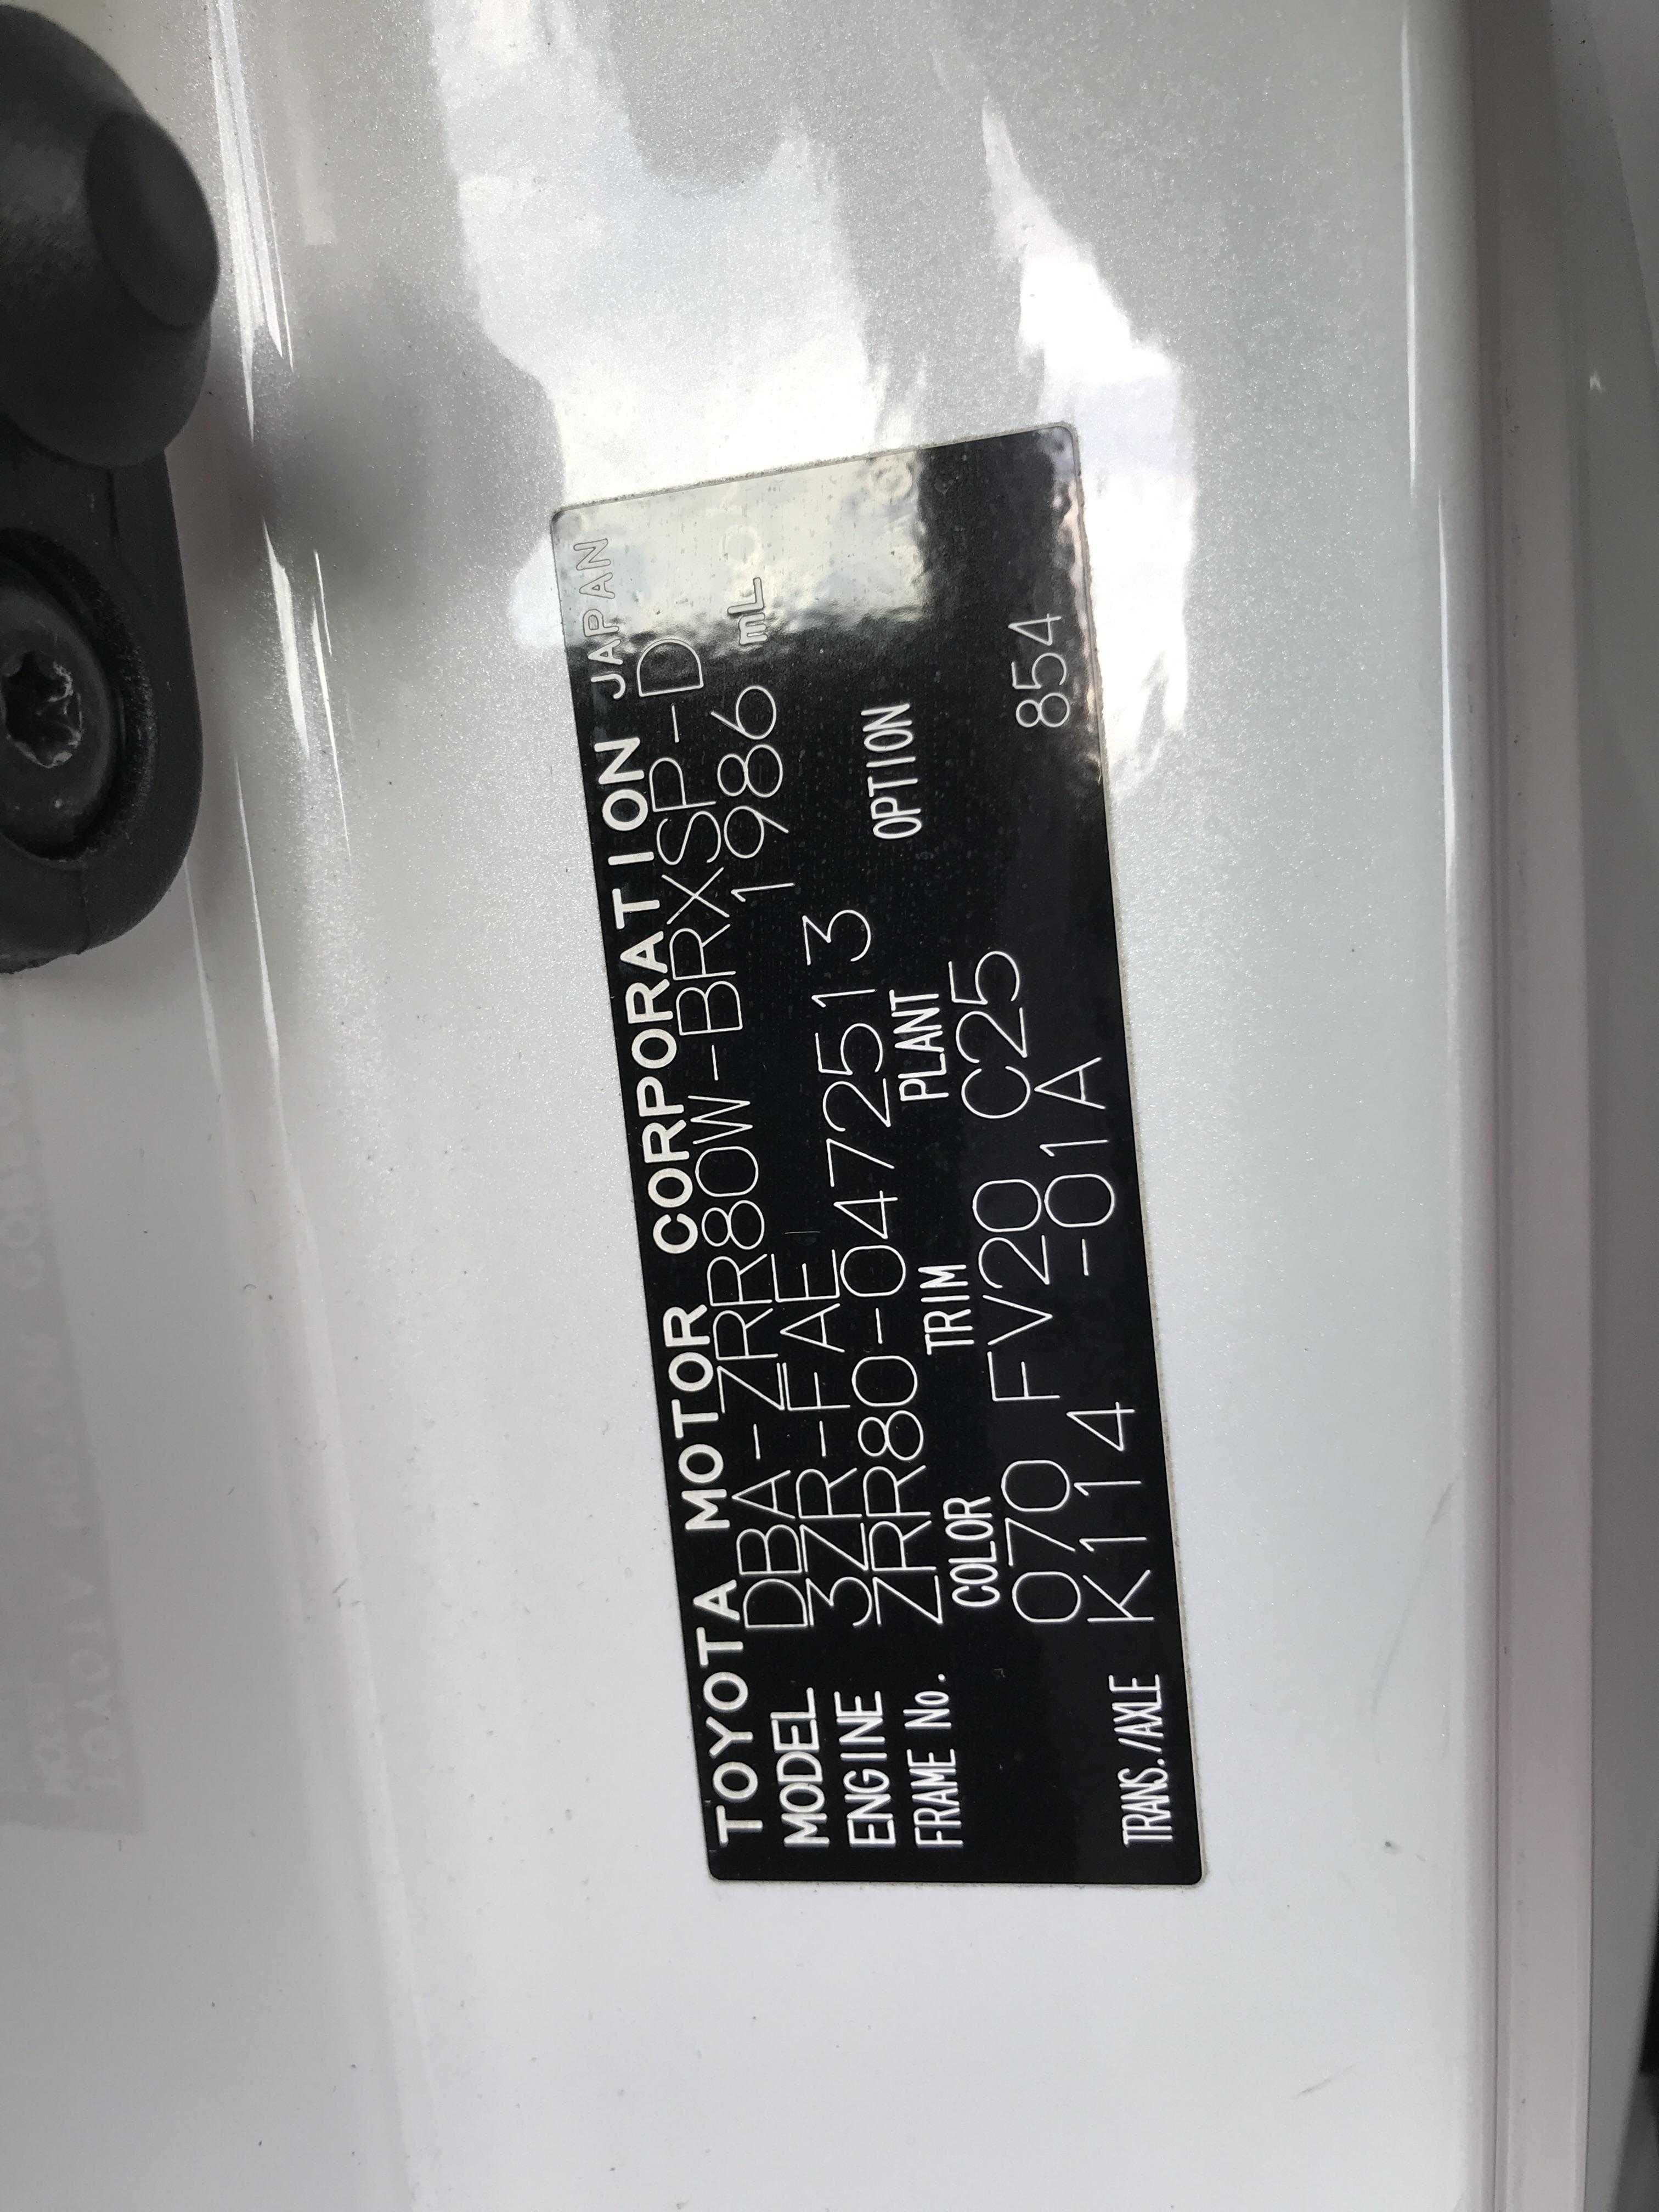 TOYOTA MOTOR CORPORATION JAPAN
MODEL DBA-ZRR80W-BRXSP-D
ENGINE 3ZR-FAE 1986 mL
FRAME No. ZRR80-0472513
COLOR TRIM PLANT OPTION
070 FV20 C25
TRANS./AXLE K114 -01A 854